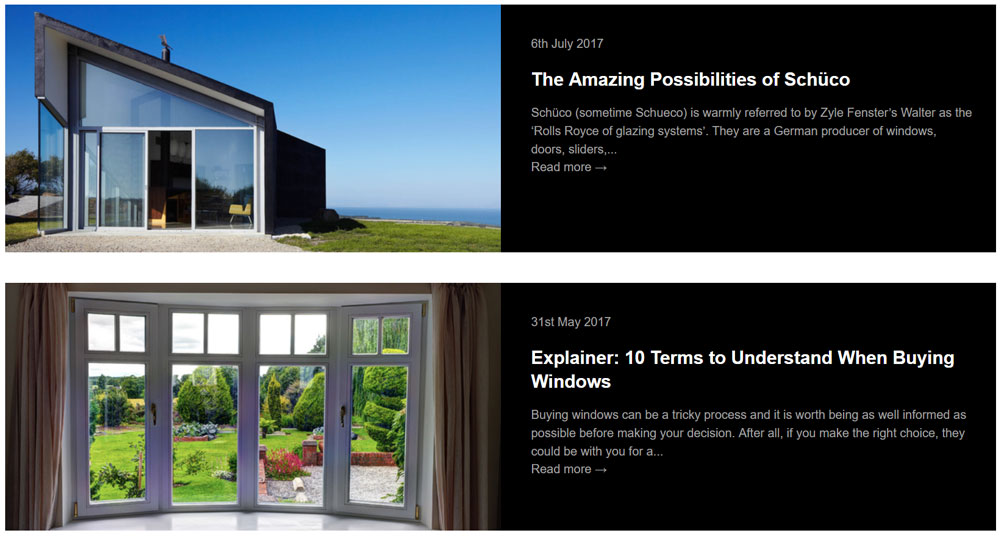 6th July 2017
The Amazing Possibilities of Schüco
Schüco (sometime Schueco) is warmly referred to by Zyle Fenster’s Walter as the
‘Rolls Royce of glazing systems’. They are a German producer of windows,
doors, sliders,...
Read more →
31st May 2017
Explainer: 10 Terms to Understand When Buying
Windows
Buying windows can be a tricky process and it is worth being as well informed as
possible before making your decision. After all, if you make the right choice, they
could be with you for a...
Read more →